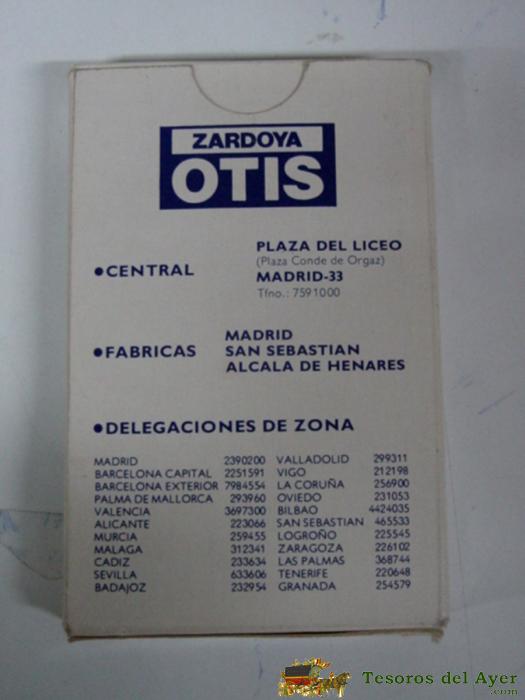 ZARDOYA
OTIS
•CENTRAL
PLAZA DEL LICEO
(Plaza Conde de Orgaz)
MADRID-33
Tfno.: 7591000
•FABRICAS
MADRID
SAN SEBASTIAN
ALCALA DE HENARES
•DELEGACIONES DE ZONA
MADRID 2390200 VALLADOLID 299311
BARCELONA CAPITAL 2251591 VIGO 212198
BARCELONA EXTERIOR 7984554 LA CORUÑA 256900
PALMA DE MALLORCA 293960 OVIEDO 231053
VALENCIA 3697300 BILBAO 4424035
ALICANTE 223066 SAN SEBASTIAN 465533
MURCIA 259455 LOGROÑO 225545
MALAGA 312341 ZARAGOZA 226102
CADIZ 233634 LAS PALMAS 368744
SEVILLA 633606 TENERIFE 220648
BADAJOZ 232954 GRANADA 254579
Tesoros del Ayer
.com